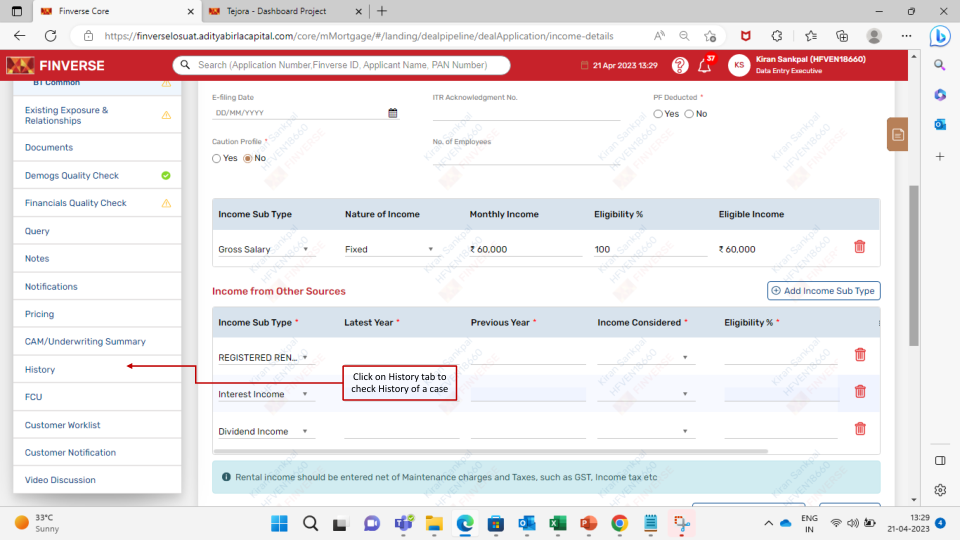 Finverse Core
Tejora - Dashboard Project
https://finverselosuat.adityabirlacapital.com/core/mMortgage/#/landing/dealpipeline/dealApplication/income-details
FINVERSE
Search (Application Number,Finverse ID, Applicant Name, PAN Number)
21 Apr 2023 13:29
37
KS
Kiran Sankpal (HFVEN18660)
Data Entry Executive
BT Common
Existing Exposure &
Relationships
Documents
Demogs Quality Check
Financials Quality Check
Query
Notes
Notifications
Pricing
CAM/Underwriting Summary
History
FCU
Customer Worklist
Customer Notification
Video Discussion
E-filing Date
ITR Acknowledgment No.
PF Deducted *
DD/MM/YYYY
Yes No
Caution Profile *
No. of Employees
Yes No
Income Sub Type Nature of Income Monthly Income Eligibility % Eligible Income
Gross Salary Fixed ₹ 60,000 100 ₹ 60,000
Income from Other Sources
Add Income Sub Type
Income Sub Type * Latest Year * Previous Year * Income Considered * Eligibility % *
REGISTERED REN...
Interest Income
Dividend Income
Click on History tab to
check History of a case
Rental income should be entered net of Maintenance charges and Taxes, such as GST, Income tax etc
Kiran Sankpal
HFVEN18660
FINVERSE
33°C
Sunny
ENG
IN
13:29
21-04-2023
4